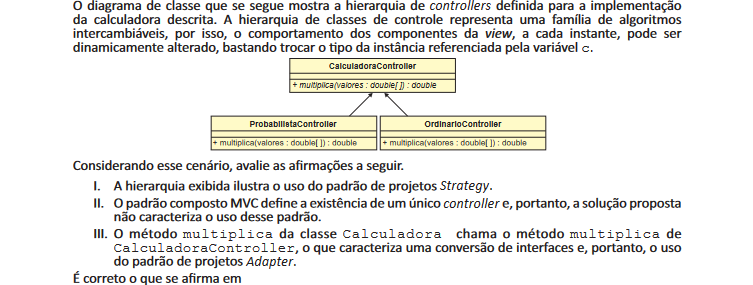 O diagrama de classe que se segue mostra a hierarquia de controllers definida para a implementação
da calculadora descrita. A hierarquia de classes de controle representa uma família de algoritmos
intercambiáveis, por isso, o comportamento dos componentes da view, a cada instante, pode ser
dinamicamente alterado, bastando trocar o tipo da instância referenciada pela variável c.
CalculadoraController
+ multiplica(valores : double[ ]) : double
ProbabilistaController
+ multiplica(valores : double[ ]) : double
OrdinarioController
+ multiplica(valores : double[ ]) : double
Considerando esse cenário, avalie as afirmações a seguir.
I. A hierarquia exibida ilustra o uso do padrão de projetos Strategy.
II. O padrão composto MVC define a existência de um único controller e, portanto, a solução proposta
não caracteriza o uso desse padrão.
III. O método multiplica da classe Calculadora chama o método multiplica de
CalculadoraController, o que caracteriza uma conversão de interfaces e, portanto, o uso
do padrão de projetos Adapter.
É correto o que se afirma em